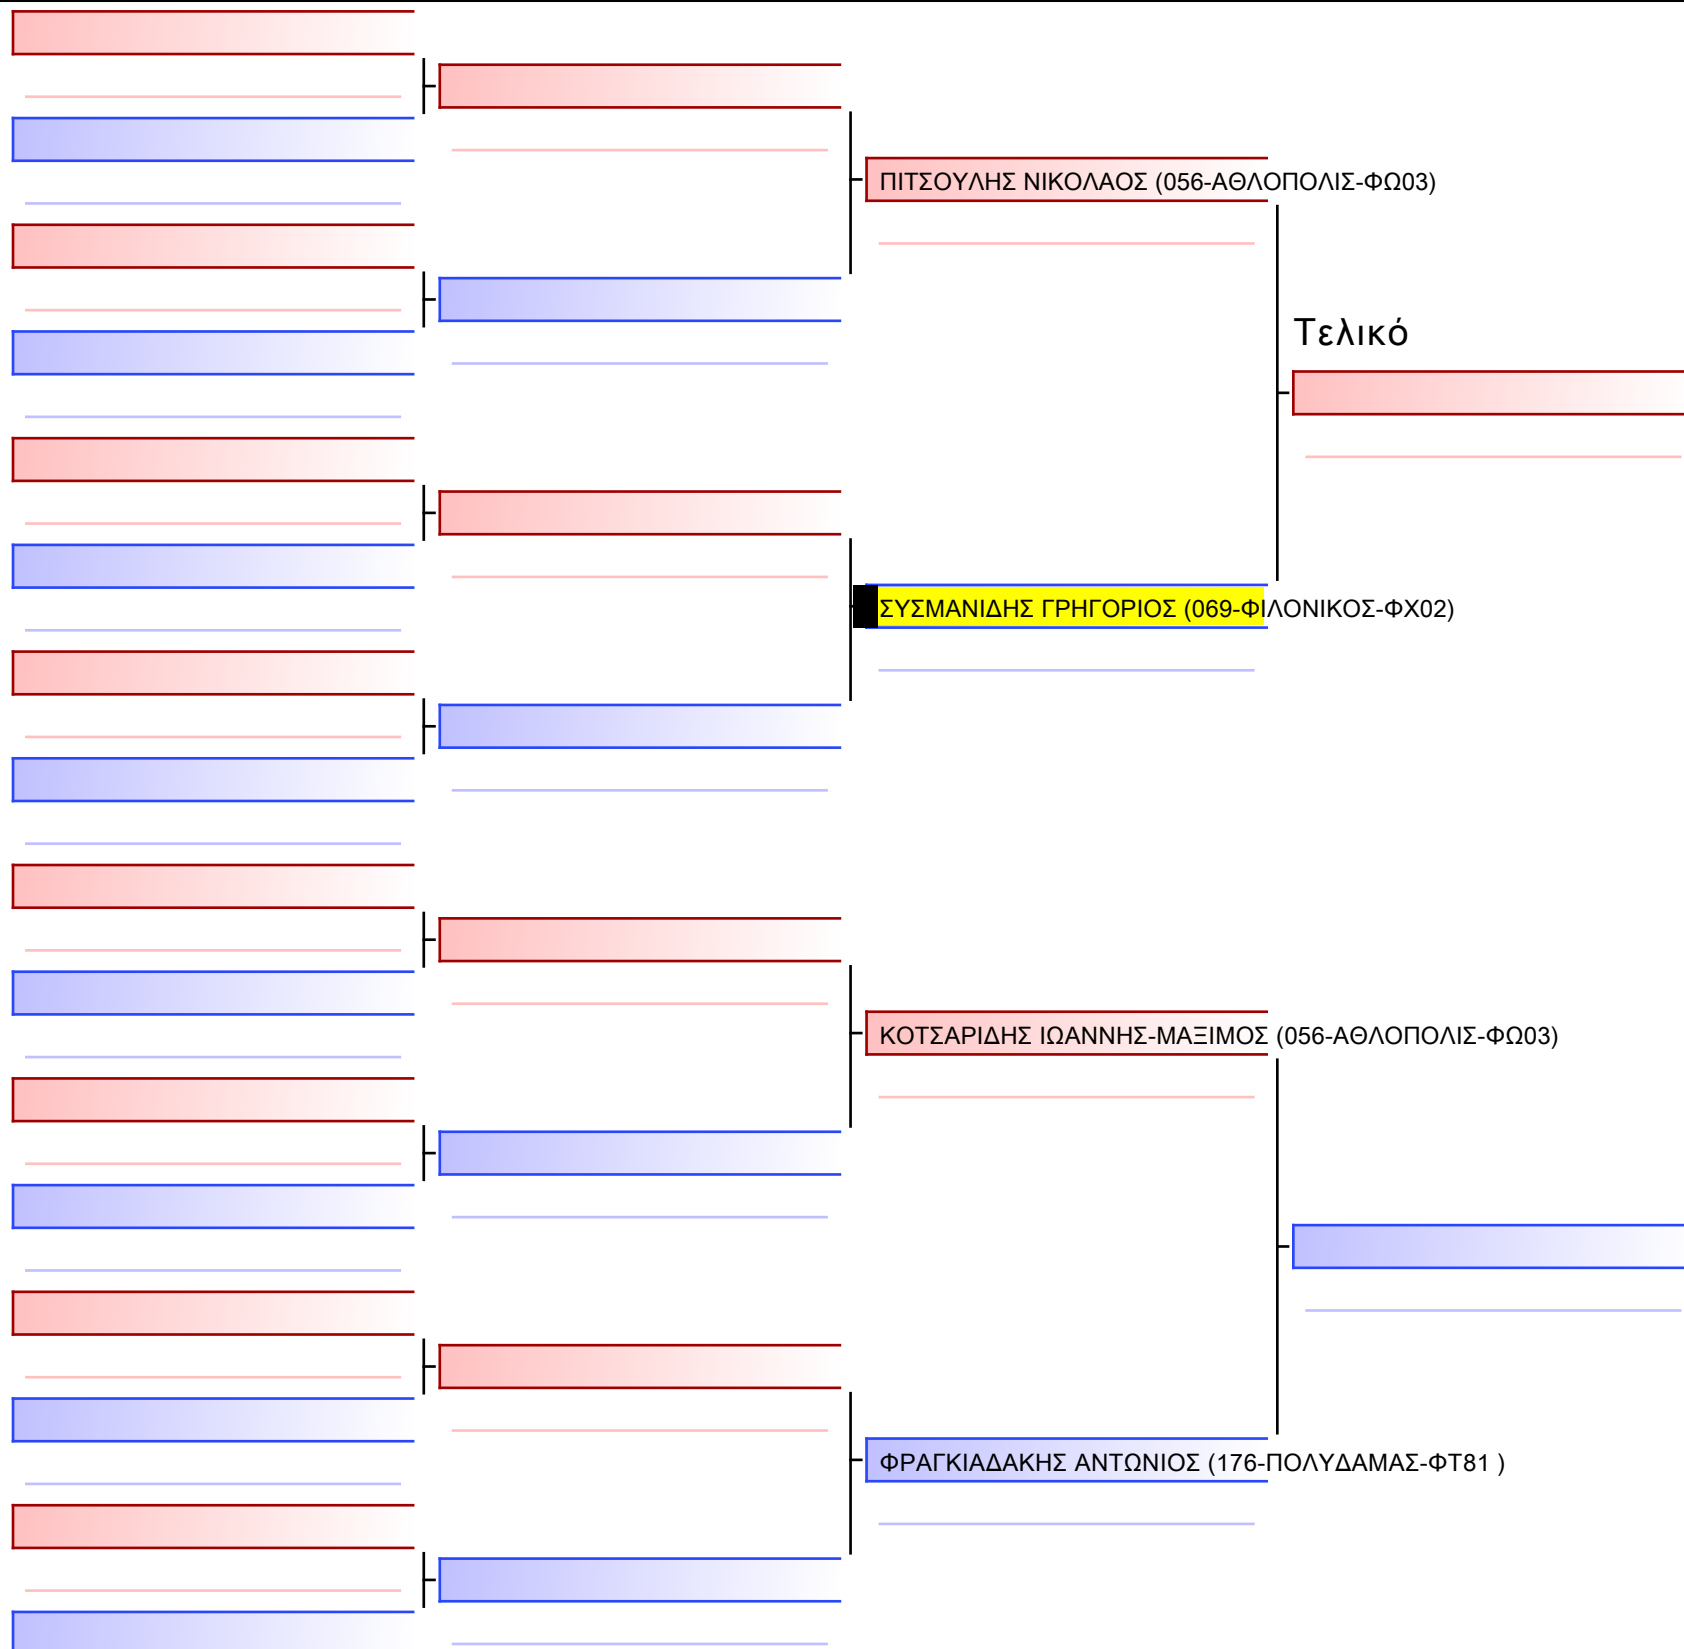 ΠΙΤΣΟΥΛΗΣ ΝΙΚΟΛΑΟΣ (056-ΑΘΛΟΠΟΛΙΣ-ΦΩ03)
Τελικό
ΣΥΣΜΑΝΙΔΗΣ ΓΡΗΓΟΡΙΟΣ (069-ΦΙΛΟΝΙΚΟΣ-ΦΧ02)
ΚΟΤΣΑΡΙΔΗΣ ΙΩΑΝΝΗΣ-ΜΑΞΙΜΟΣ (056-ΑΘΛΟΠΟΛΙΣ-ΦΩ03)
ΦΡΑΓΚΙΑΔΑΚΗΣ ΑΝΤΩΝΙΟΣ (176-ΠΟΛΥΔΑΜΑΣ-ΦΤ81 )